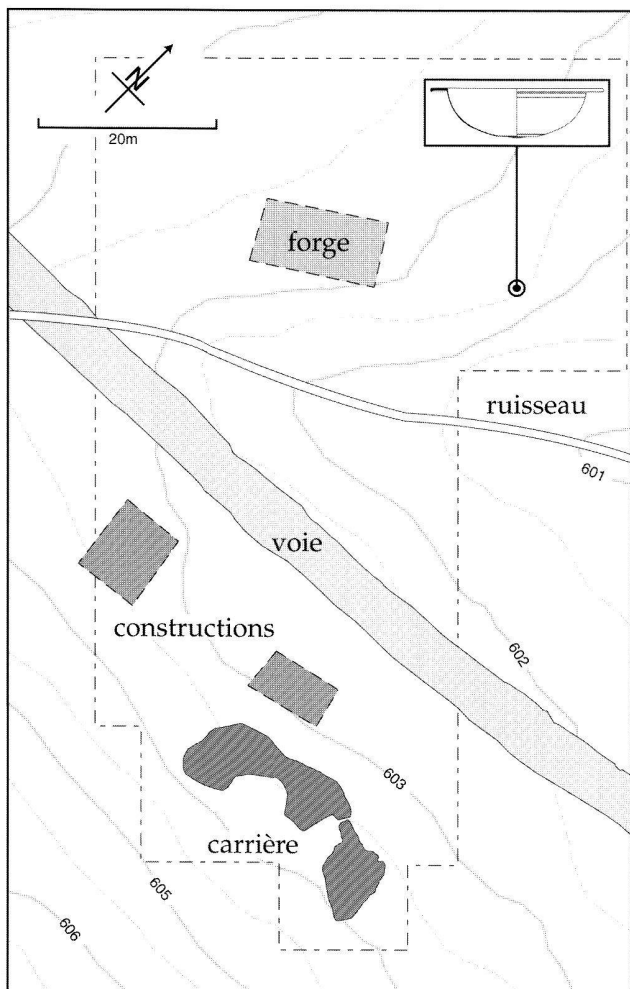 N
20m
forge
ruisseau
601
voie
constructions
602
603
carrière
605
606